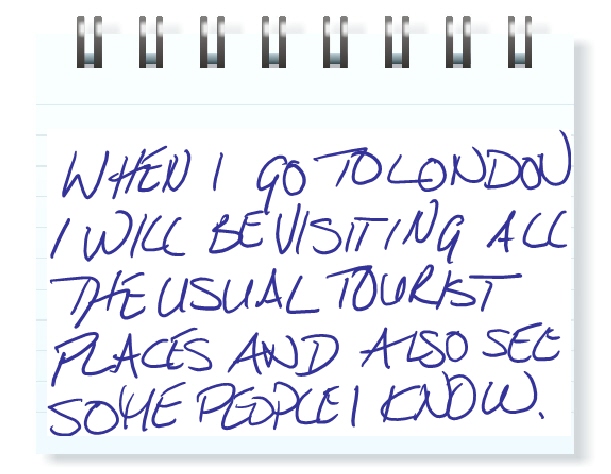 WHEN I GO TO LONDON
I WILL BE VISITING ALL
THE USUAL TOURIST
PLACES AND ALSO SEE
SOME PEOPLE I KNOW.